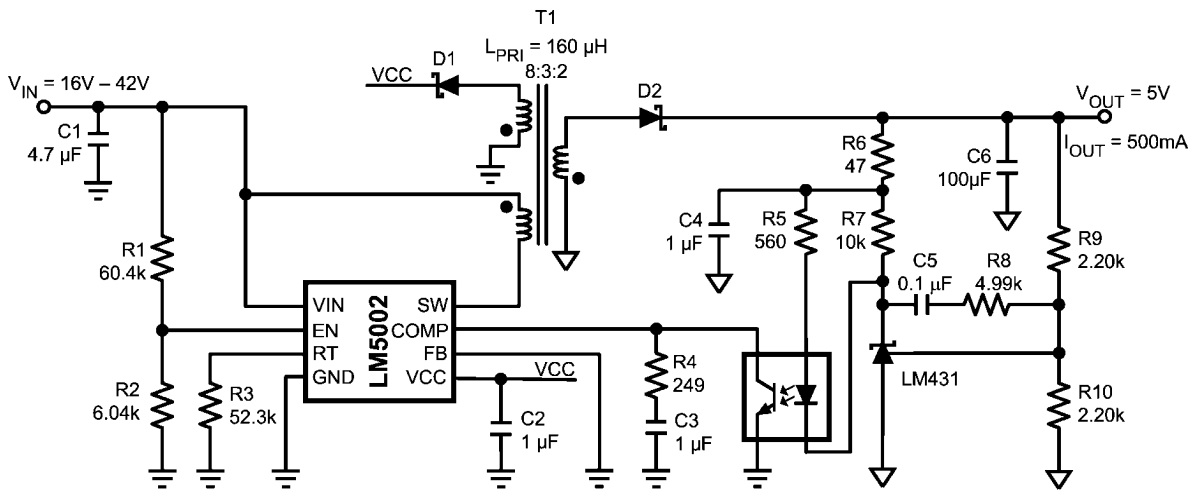 T1
L_PRI = 160 µH
8:3:2
D1
VCC
V_IN = 16V – 42V
D2
V_OUT = 5V
I_OUT = 500mA
C1
4.7 µF
R6
47
C6
100µF
C4
1 µF
R5
560
R7
10k
R1
60.4k
R9
2.20k
C5
0.1 µF
R8
4.99k
LM5002
VIN
EN
RT
GND
SW
COMP
FB
VCC
VCC
R4
249
LM431
R2
6.04k
R3
52.3k
C2
1 µF
C3
1 µF
R10
2.20k